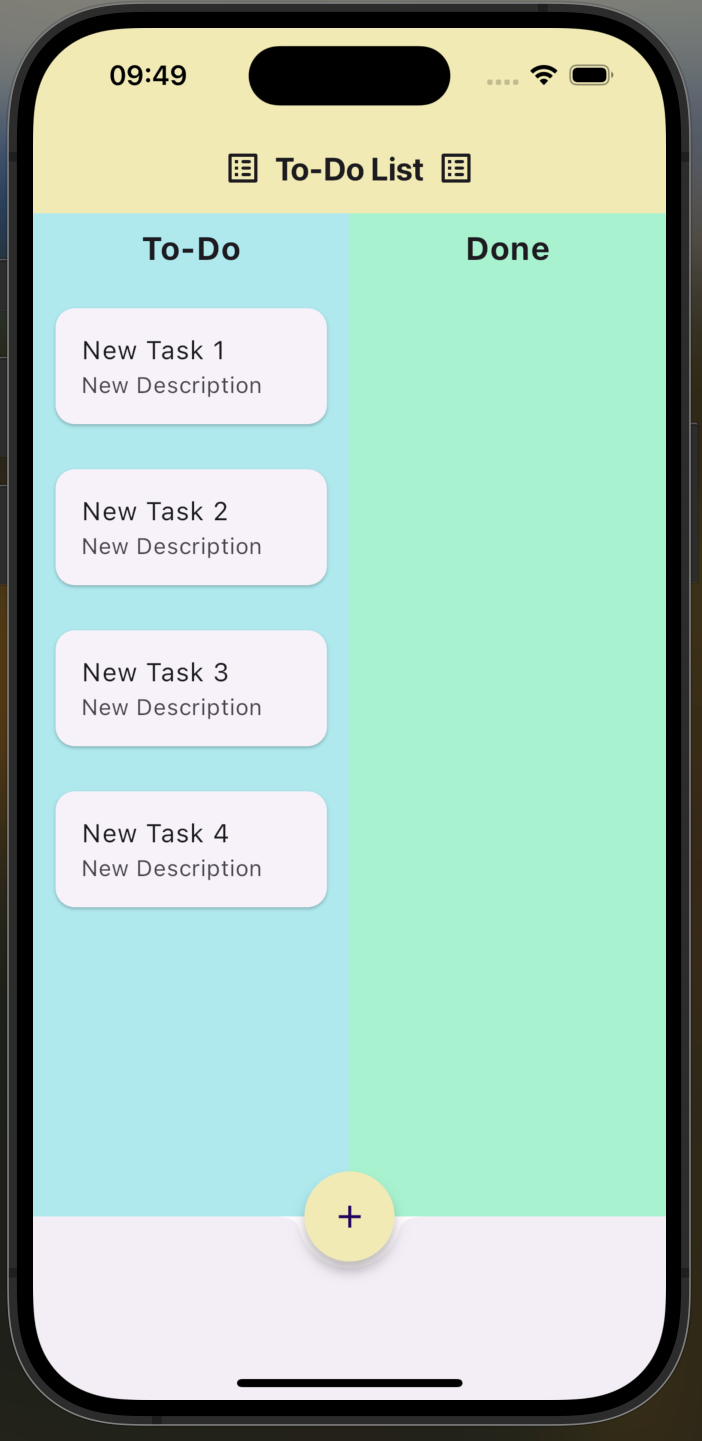 09:49
To-Do List
To-Do
Done
New Task 1
New Description
New Task 2
New Description
New Task 3
New Description
New Task 4
New Description
+